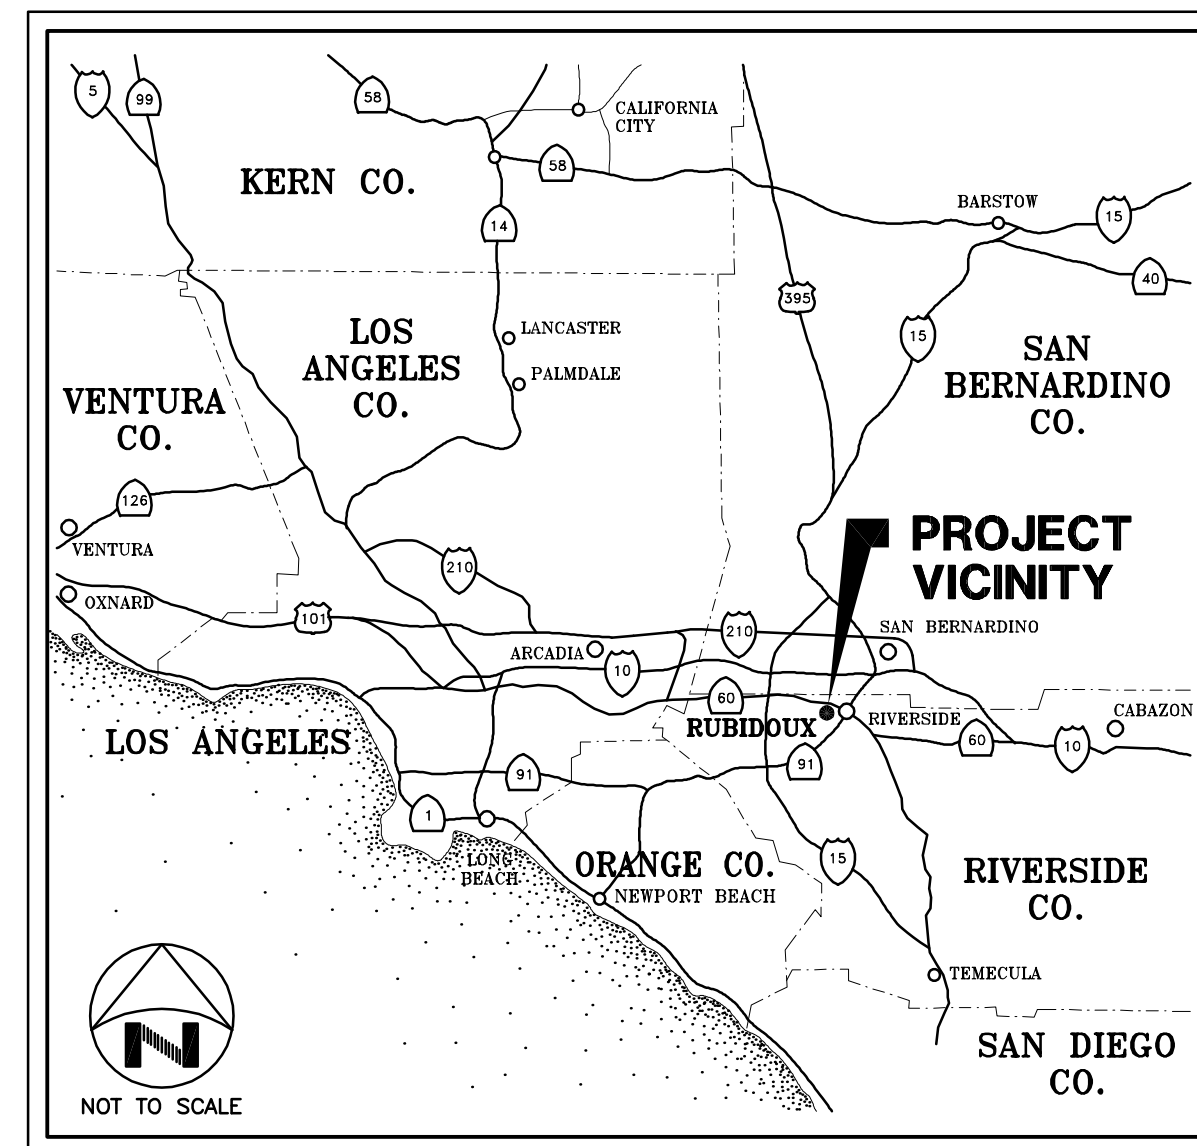 5
99
58
CALIFORNIA
CITY
58
KERN CO.
BARSTOW
15
14
40
395
LOS
ANGELES
CO.
LANCASTER
15
SAN
BERNARDINO
CO.
PALMDALE
VENTURA
CO.
126
VENTURA
PROJECT
VICINITY
210
OXNARD
101
210
SAN BERNARDINO
ARCADIA
10
60
RUBIDOUX
RIVERSIDE
CABAZON
60
10
LOS ANGELES
91
91
1
LONG
BEACH
ORANGE CO.
15
RIVERSIDE
CO.
NEWPORT BEACH
TEMECULA
N
SAN DIEGO
CO.
NOT TO SCALE